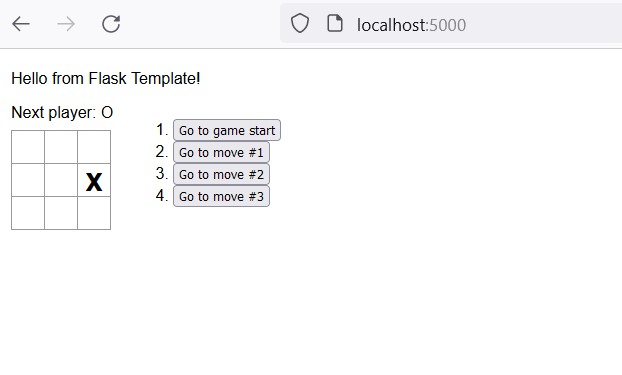 localhost:5000
Hello from Flask Template!
Next player: O
X
1. Go to game start
2. Go to move #1
3. Go to move #2
4. Go to move #3